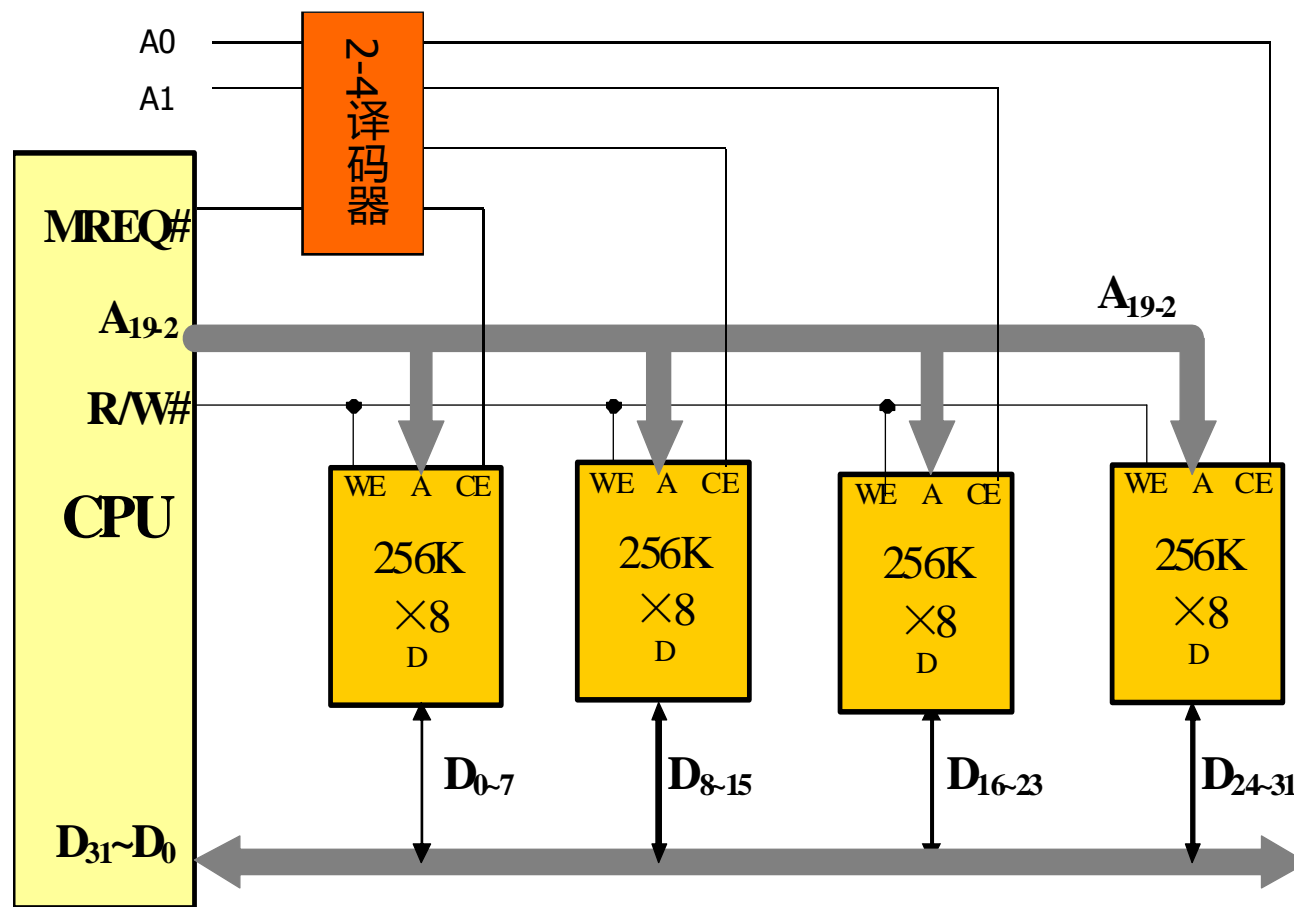 A0
A1
2-4译码器
MREQ#
A19-2
A19-2
R/W#
CPU
WE A CE
256K
×8
D
WE A CE
256K
×8
D
WE A CE
256K
×8
D
WE A CE
256K
×8
D
D0~7
D8~15
D16~23
D24~31
D31~D0